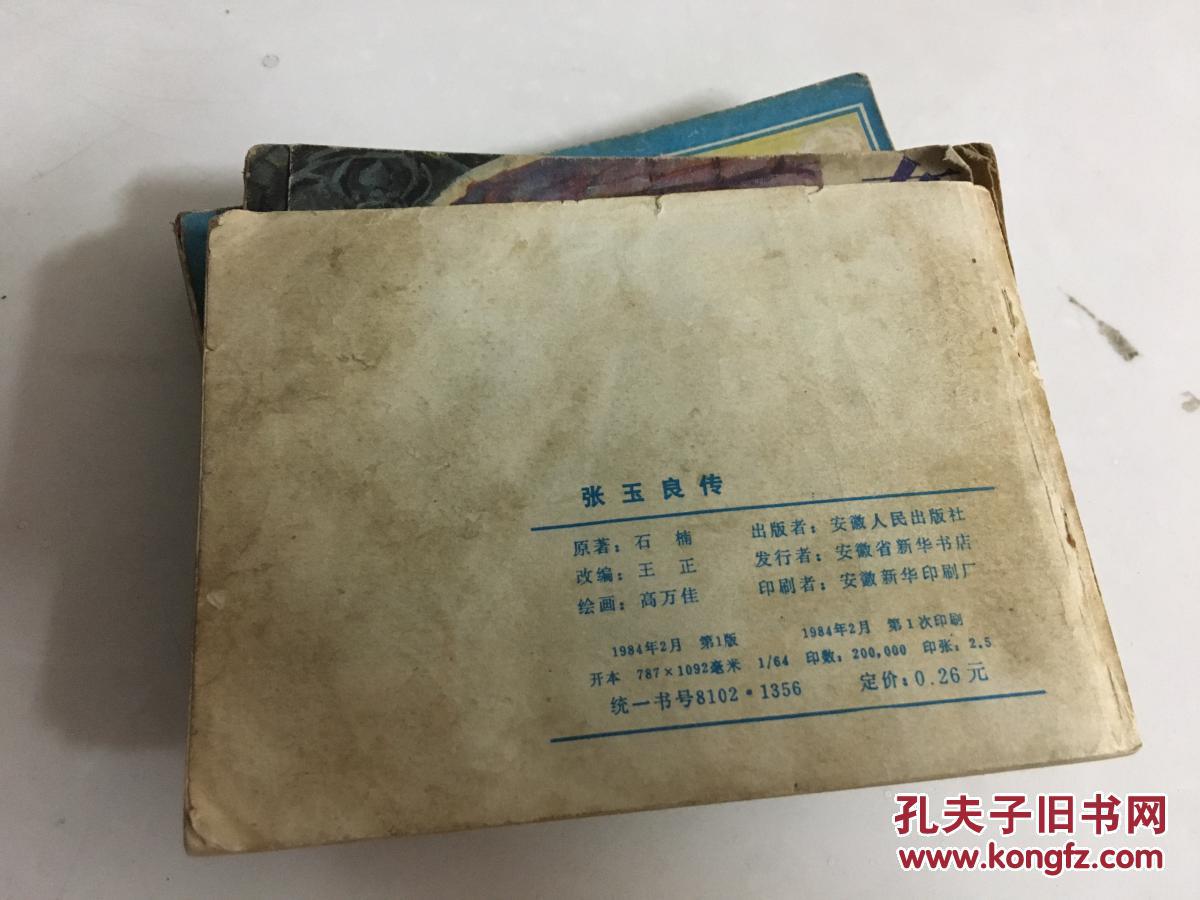 张玉良传
原著：石 楠 出版者：安徽人民出版社
改编：王 正 发行者：安徽省新华书店
绘画：高万佳 印刷者：安徽新华印刷厂
1984年2月 第1版 1984年2月 第1次印刷
开本 787×1092毫米 1/64 印数：200,000 印张：2.5
统一书号8102·1356 定价：0.26元
孔夫子旧书网
www.kongfz.com